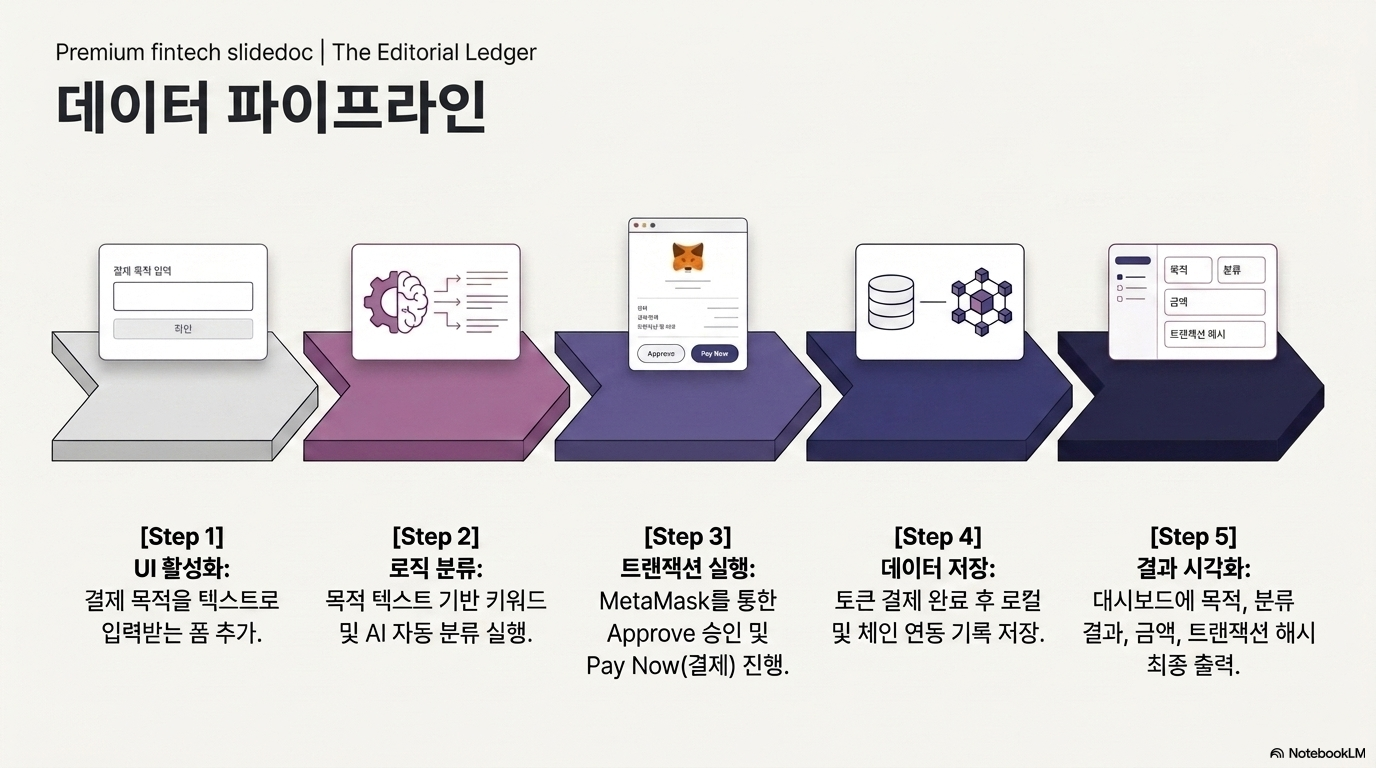 Premium fintech slidedoc | The Editorial Ledger
데이터 파이프라인
결제 목적 입력
Approve
Pay Now
목적
분류
금액
트랜잭션 해시
[Step 1]
UI 활성화:
결제 목적을 텍스트로
입력받는 폼 추가.
[Step 2]
로직 분류:
목적 텍스트 기반 키워드
및 AI 자동 분류 실행.
[Step 3]
트랜잭션 실행:
MetaMask를 통한
Approve 승인 및
Pay Now(결제) 진행.
[Step 4]
데이터 저장:
토큰 결제 완료 후 로컬
및 체인 연동 기록 저장.
[Step 5]
결과 시각화:
대시보드에 목적, 분류
결과, 금액, 트랜잭션 해시
최종 출력.
NotebookLM